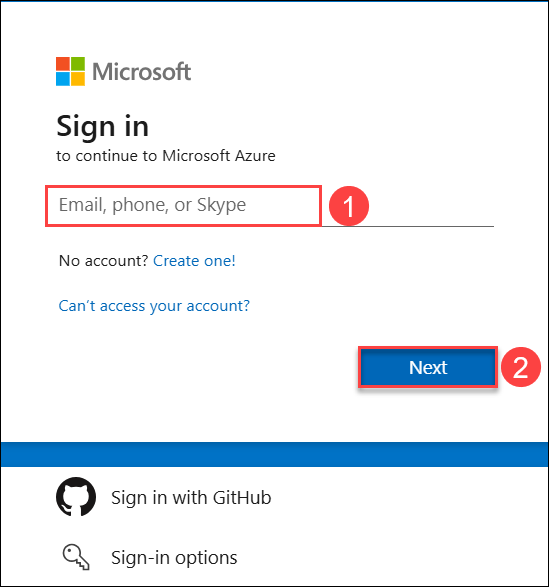 Microsoft
Sign in
to continue to Microsoft Azure
Email, phone, or Skype
1
No account? Create one!
Can't access your account?
Next
2
Sign in with GitHub
Sign-in options